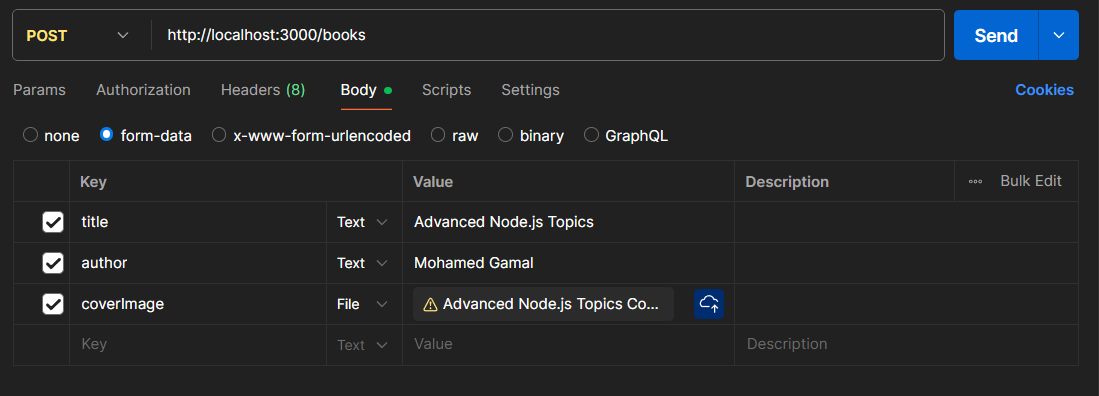 POST http://localhost:3000/books Send
Params Authorization Headers (8) Body Scripts Settings Cookies
none form-data x-www-form-urlencoded raw binary GraphQL
Key Value Description Bulk Edit
title Text Advanced Node.js Topics
author Text Mohamed Gamal
coverImage File Advanced Node.js Topics Co...
Key Text Value Description